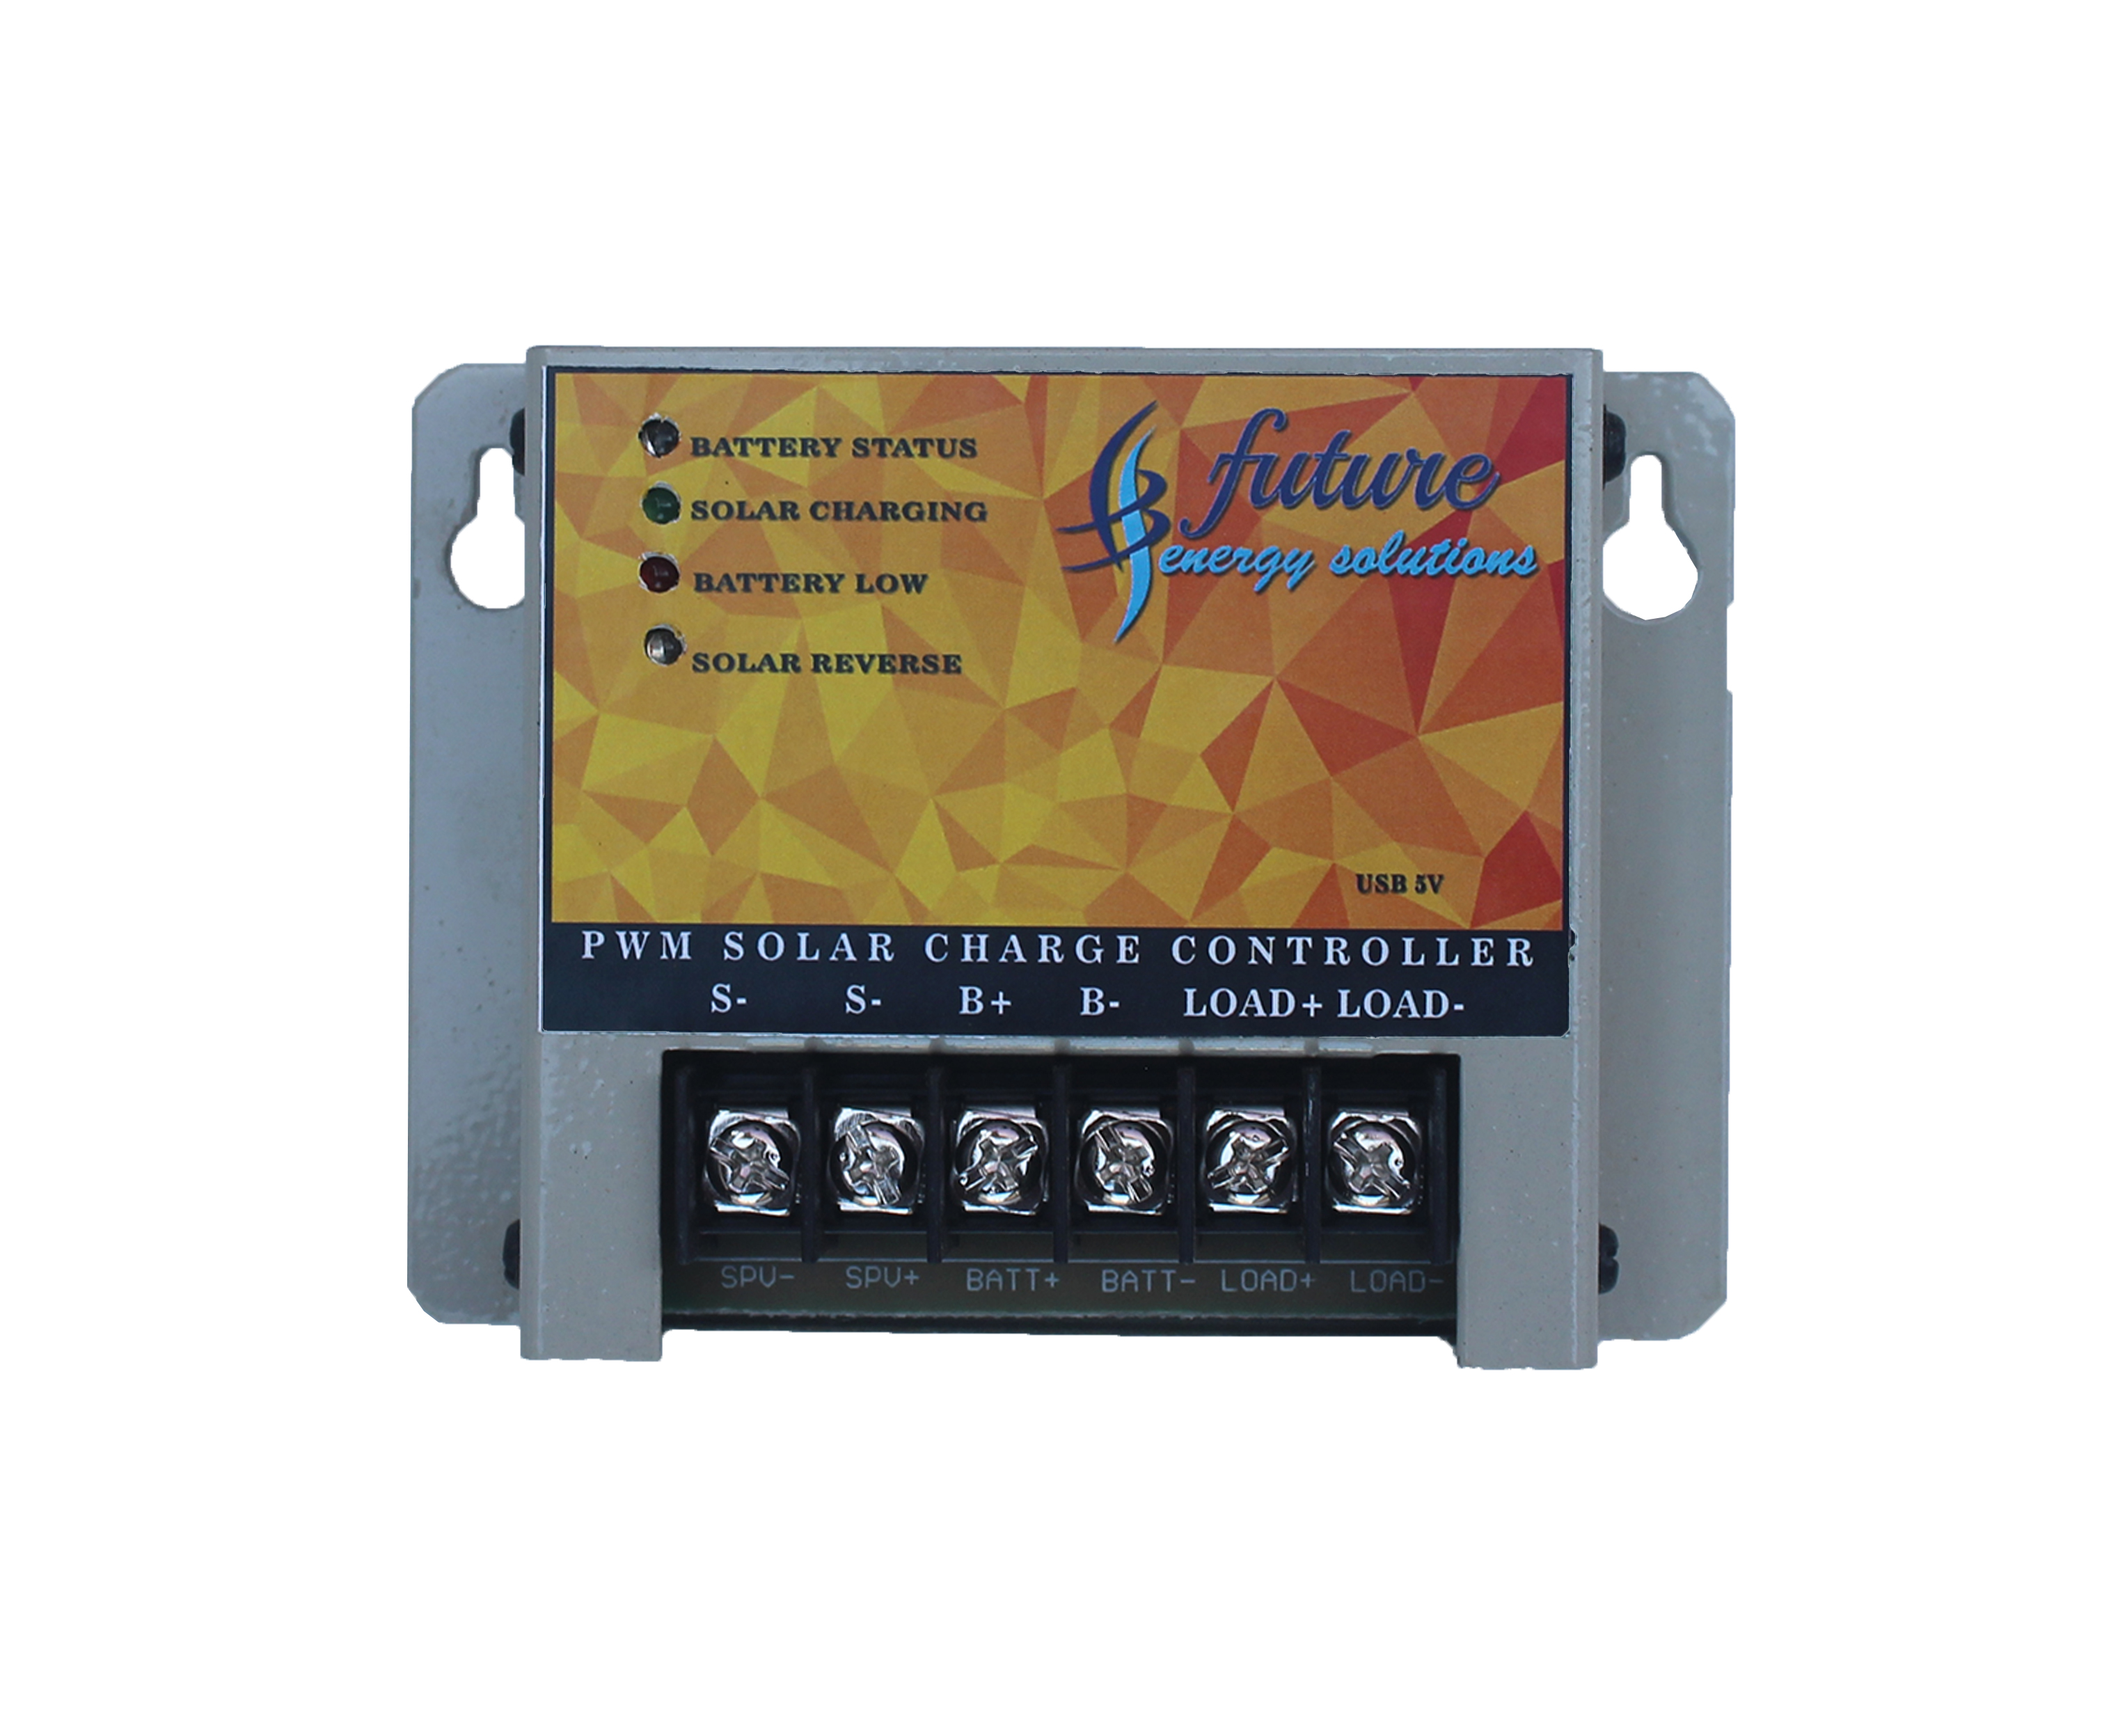 BATTERY STATUS
SOLAR CHARGING
BATTERY LOW
SOLAR REVERSE
future
energy solutions
USB 5V
PWM SOLAR CHARGE CONTROLLER
S- S- B+ B- LOAD+ LOAD-
SPV- SPV+ BATT+ BATT- LOAD+ LOAD-